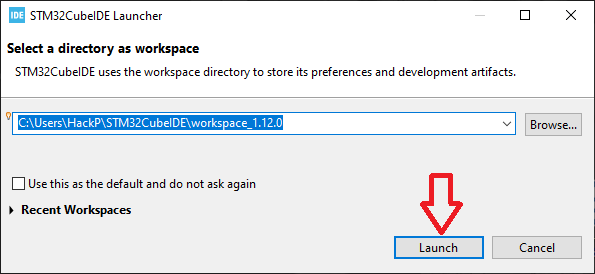 IDE STM32CubeIDE Launcher
Select a directory as workspace
STM32CubeIDE uses the workspace directory to store its preferences and development artifacts.
C:\Users\HackP\STM32CubeIDE\workspace_1.12.0
Browse...
Use this as the default and do not ask again
Recent Workspaces
Launch
Cancel